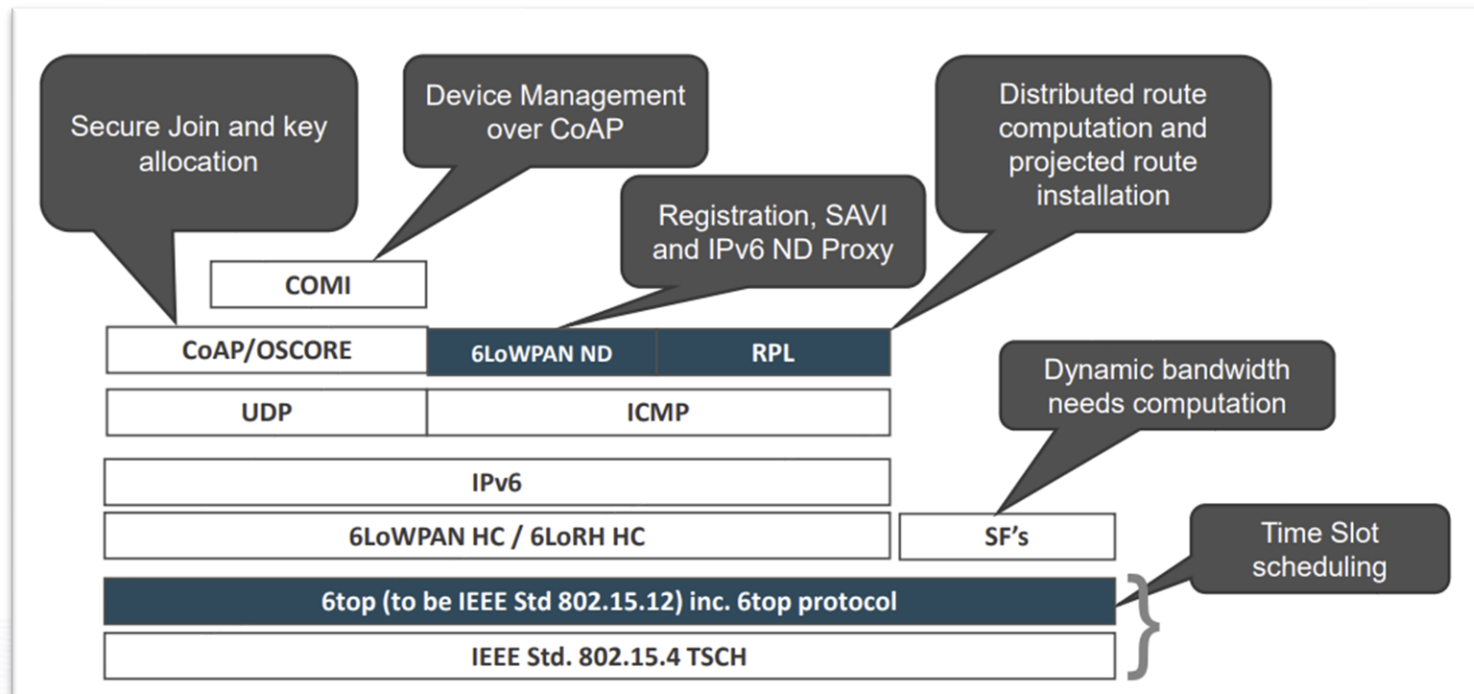 Secure Join and key
allocation
Device Management
over CoAP
Distributed route
computation and
projected route
installation
Registration, SAVI
and IPv6 ND Proxy
COMI
CoAP/OSCORE
6LoWPAN ND
RPL
Dynamic bandwidth
needs computation
UDP
ICMP
IPv6
6LoWPAN HC / 6LoRH HC
SF's
Time Slot
scheduling
6top (to be IEEE Std 802.15.12) inc. 6top protocol
IEEE Std. 802.15.4 TSCH